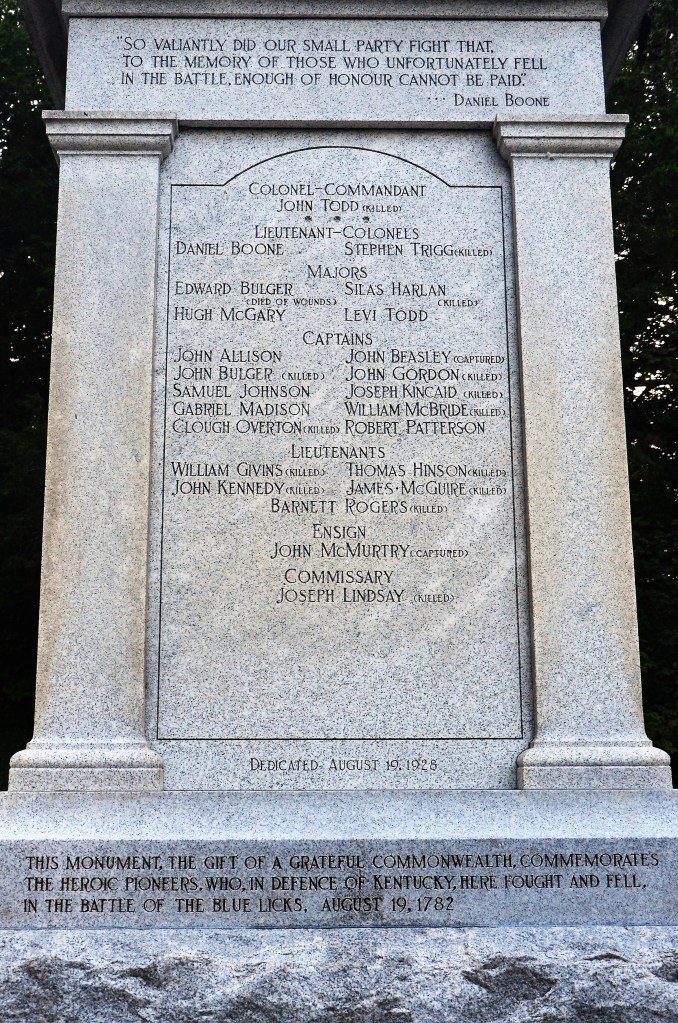 "SO VALIANTLY DID OUR SMALL PARTY FIGHT THAT,
TO THE MEMORY OF THOSE WHO UNFORTUNATELY FELL
IN THE BATTLE, ENOUGH OF HONOUR CANNOT BE PAID."
--- DANIEL BOONE
COLONEL-COMMANDANT
JOHN TODD (KILLED)
LIEUTENANT-COLONELS
DANIEL BOONE STEPHEN TRIGG (KILLED)
MAJORS
EDWARD BULGER SILAS HARLAN
(DIED OF WOUNDS) (KILLED)
HUGH MCGARY LEVI TODD
CAPTAINS
JOHN ALLISON JOHN BEASLEY (CAPTURED)
JOHN BULGER (KILLED) JOHN GORDON (KILLED)
SAMUEL JOHNSON JOSEPH KINCAID (KILLED)
GABRIEL MADISON WILLIAM MCBRIDE (KILLED)
CLOUGH OVERTON (KILLED) ROBERT PATTERSON
LIEUTENANTS
WILLIAM GIVINS (KILLED) THOMAS HINSON (KILLED)
JOHN KENNEDY (KILLED) JAMES MCGUIRE (KILLED)
BARNETT ROGERS (KILLED)
ENSIGN
JOHN MCMURTRY (CAPTURED)
COMMISSARY
JOSEPH LINDSAY (KILLED)
DEDICATED- AUGUST 19, 1928
THIS MONUMENT, THE GIFT OF A GRATEFUL COMMONWEALTH, COMMEMORATES
THE HEROIC PIONEERS, WHO, IN DEFENCE OF KENTUCKY, HERE FOUGHT AND FELL,
IN THE BATTLE OF THE BLUE LICKS, AUGUST 19, 1782